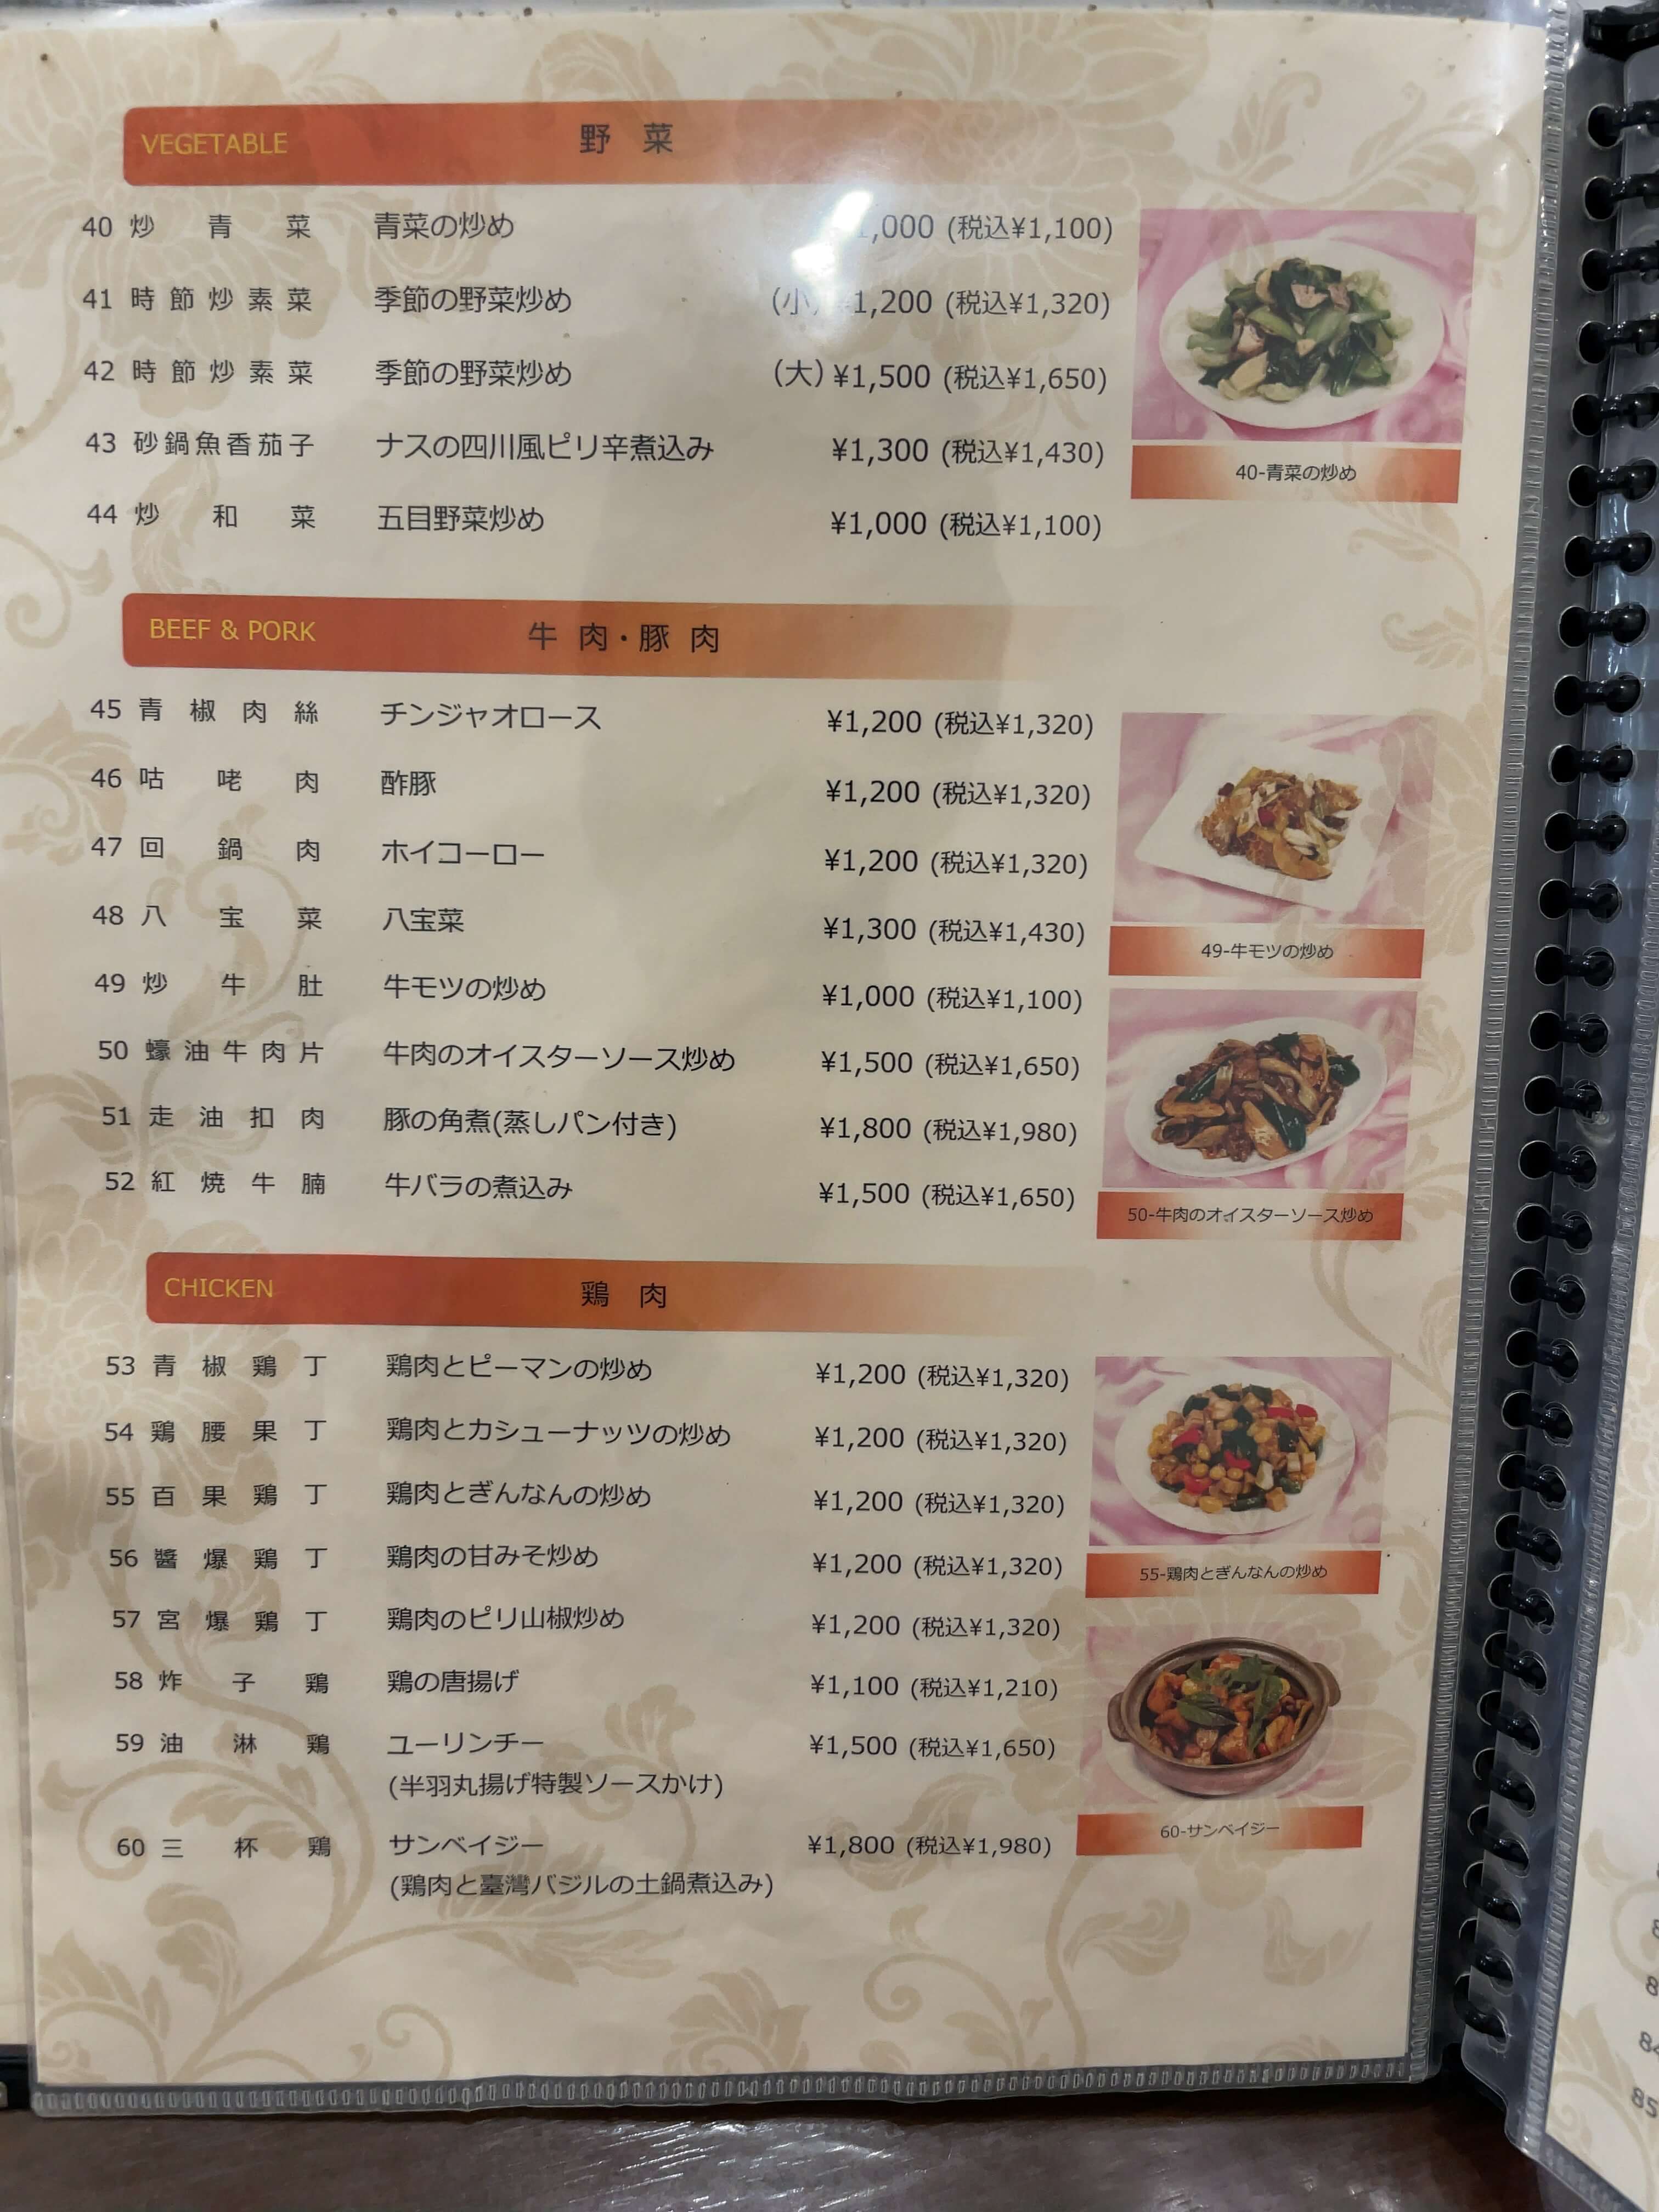 VEGETABLE 野菜
40 炒青菜 青菜の炒め ,000 (税込¥1,100)
41 時節炒素菜 季節の野菜炒め (小) 1,200 (税込¥1,320)
42 時節炒素菜 季節の野菜炒め (大) ¥1,500 (税込¥1,650)
43 砂鍋魚香茄子 ナスの四川風ピリ辛煮込み ¥1,300 (税込¥1,430)
44 炒和菜 五目野菜炒め ¥1,000 (税込¥1,100)
40-青菜の炒め
BEEF & PORK 牛肉・豚肉
45 青椒肉絲 チンジャオロース ¥1,200 (税込¥1,320)
46 咕咾肉 酢豚 ¥1,200 (税込¥1,320)
47 回鍋肉 ホイコーロー ¥1,200 (税込¥1,320)
48 八宝菜 八宝菜 ¥1,300 (税込¥1,430)
49 炒牛肚 牛モツの炒め ¥1,000 (税込¥1,100)
50 蠔油牛肉片 牛肉のオイスターソース炒め ¥1,500 (税込¥1,650)
51 走油扣肉 豚の角煮(蒸しパン付き) ¥1,800 (税込¥1,980)
52 紅焼牛腩 牛バラの煮込み ¥1,500 (税込¥1,650)
49-牛モツの炒め
50-牛肉のオイスターソース炒め
CHICKEN 鶏肉
53 青椒鶏丁 鶏肉とピーマンの炒め ¥1,200 (税込¥1,320)
54 鶏腰果丁 鶏肉とカシューナッツの炒め ¥1,200 (税込¥1,320)
55 百果鶏丁 鶏肉とぎんなんの炒め ¥1,200 (税込¥1,320)
56 醬爆鶏丁 鶏肉の甘みそ炒め ¥1,200 (税込¥1,320)
57 宮爆鶏丁 鶏肉のピリ山椒炒め ¥1,200 (税込¥1,320)
58 炸子鶏 鶏の唐揚げ ¥1,100 (税込¥1,210)
59 油淋鶏 ユーリンチー ¥1,500 (税込¥1,650)
(半羽丸揚げ特製ソースかけ)
60 三杯鶏 サンベイジー ¥1,800 (税込¥1,980)
(鶏肉と臺灣バジルの土鍋煮込み)
55-鶏肉とぎんなんの炒め
60-サンベイジー
84
85